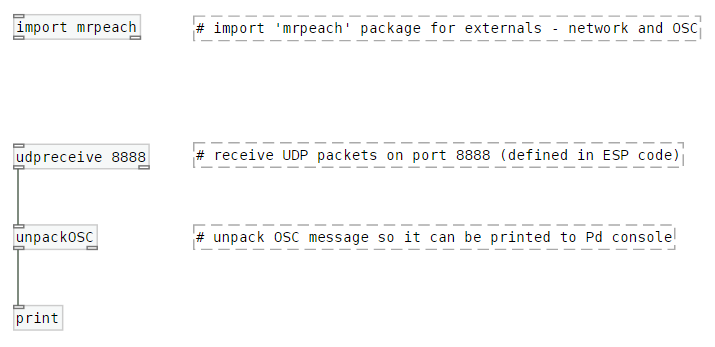 import mrpeach
# import 'mrpeach' package for externals - network and OSC
udpreceive 8888
# receive UDP packets on port 8888 (defined in ESP code)
unpackOSC
# unpack OSC message so it can be printed to Pd console
print